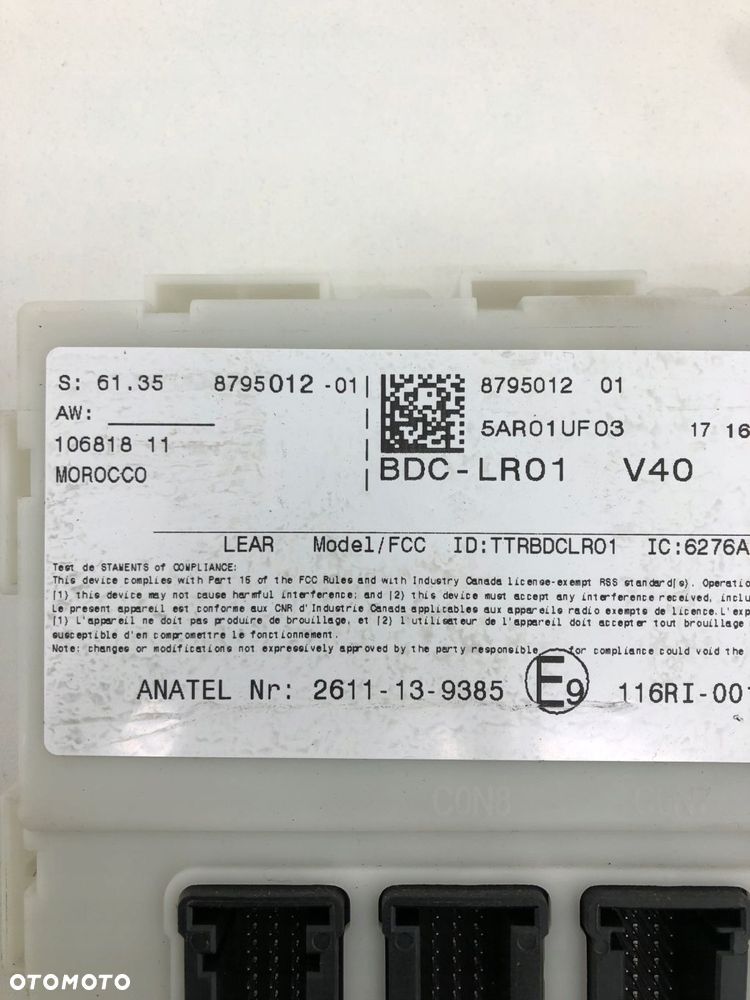 S: 61.35 8795012 -01
AW:
106818 11
MOROCCO
8795012 01
5AR01UF03 17 16
BDC-LR01 V40
LEAR Model/FCC ID:TTRBDCLR01 IC:6276A
Test de STAWENTS of COMPLIANCE:
This device complies with Part 15 of the FCC Rules and with Industry Canada license-exempt RSS standard(s). Operatio
(1) this device may not cause harmful interference; and (2) this device must accept any interference received, inclu
Le present appareil est conforme aux CNR d'Industrie Canada applicables aux appareils radio exempts de licence.L'exp
(1) L'appareil ne doit pas produire de brouillage, et (2) l'utilisateur de l'appareil doit accepter tout brouillage
susceptible d'en compromettre le fonctionnement.
Note: changes or modifications not expressively approved by the party responsible for compliance could void the
ANATEL Nr: 2611-13-9385 E9 116RI-001
CON8
OTOMOTO